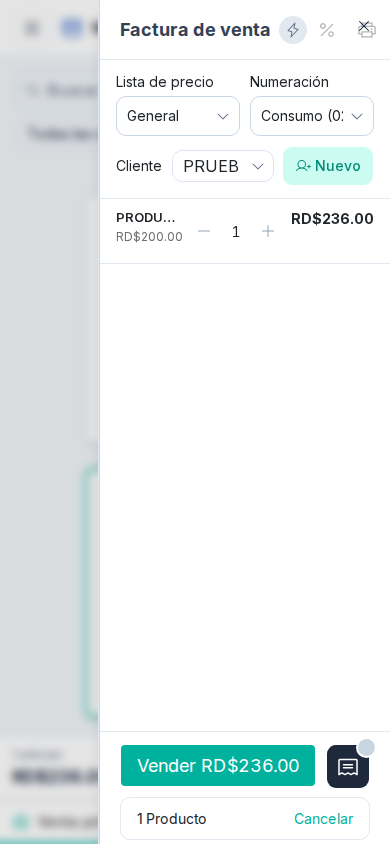 Factura de venta
Lista de precio
Numeración
General
Consumo (02
Cliente
PRUEB
Nuevo
PRODU...
RD$200.00
1
RD$236.00
Vender RD$236.00
1 Producto
Cancelar